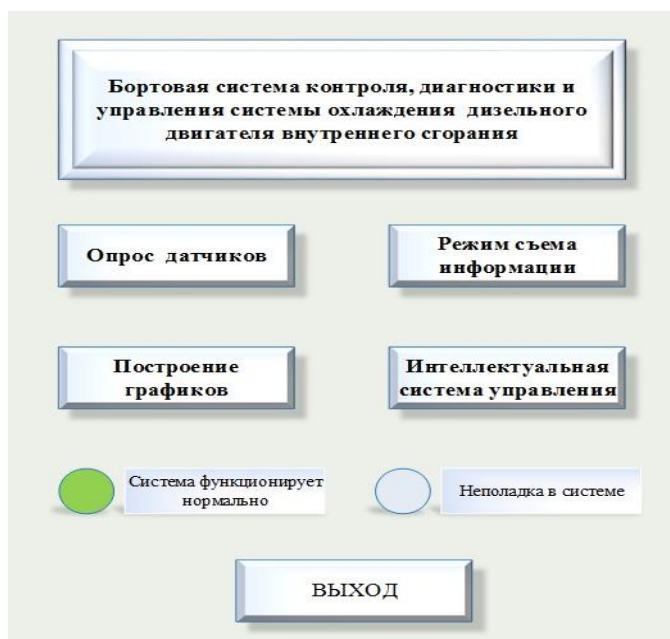 Бортовая система контроля, диагностики и
управления системы охлаждения дизельного
двигателя внутреннего сгорания
Опрос датчиков
Режим съема
информации
Построение
графиков
Интеллектуальная
система управления
Система функционирует
нормально
Неполадка в системе
ВЫХОД